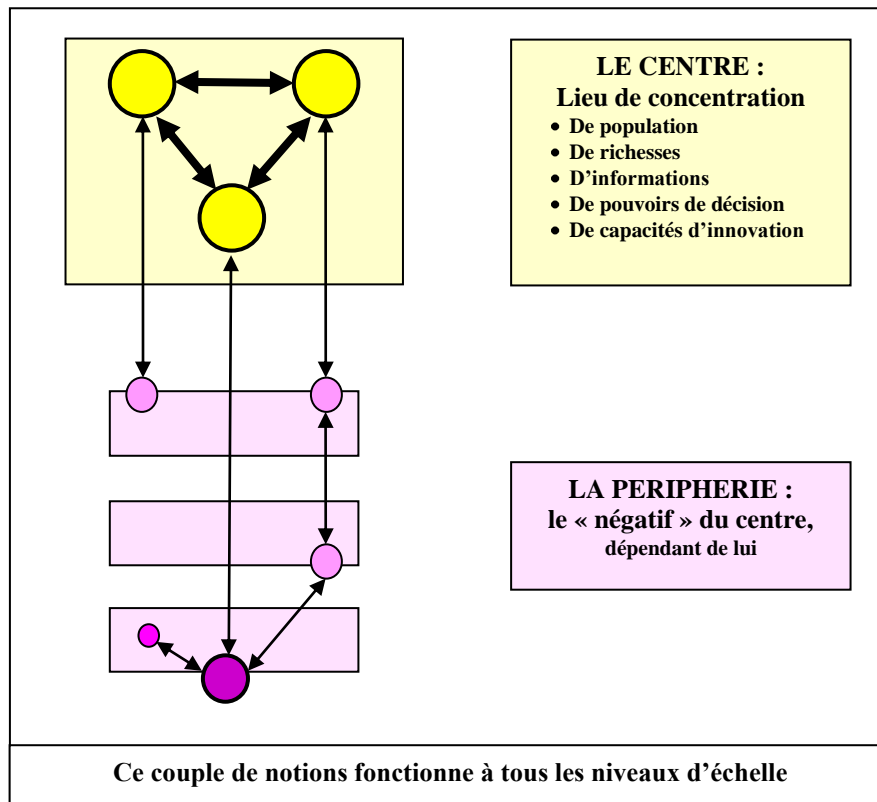 LE CENTRE :
Lieu de concentration
• De population
• De richesses
• D’informations
• De pouvoirs de décision
• De capacités d’innovation
LA PERIPHERIE :
le « négatif » du centre,
dépendant de lui
Ce couple de notions fonctionne à tous les niveaux d’échelle